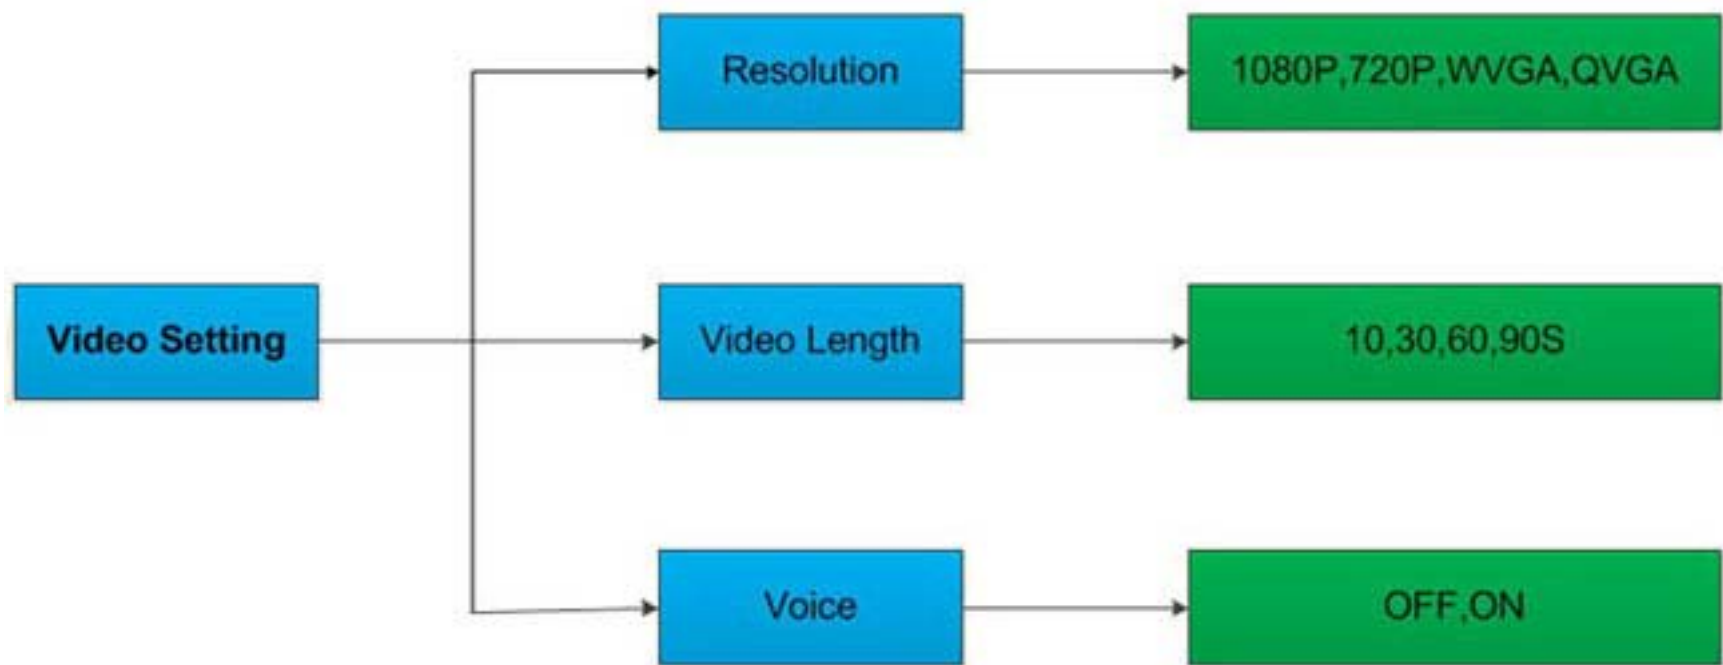 Resolution
1080P,720P,WVGA,QVGA
Video Setting
Video Length
10,30,60,90S
Voice
OFF,ON